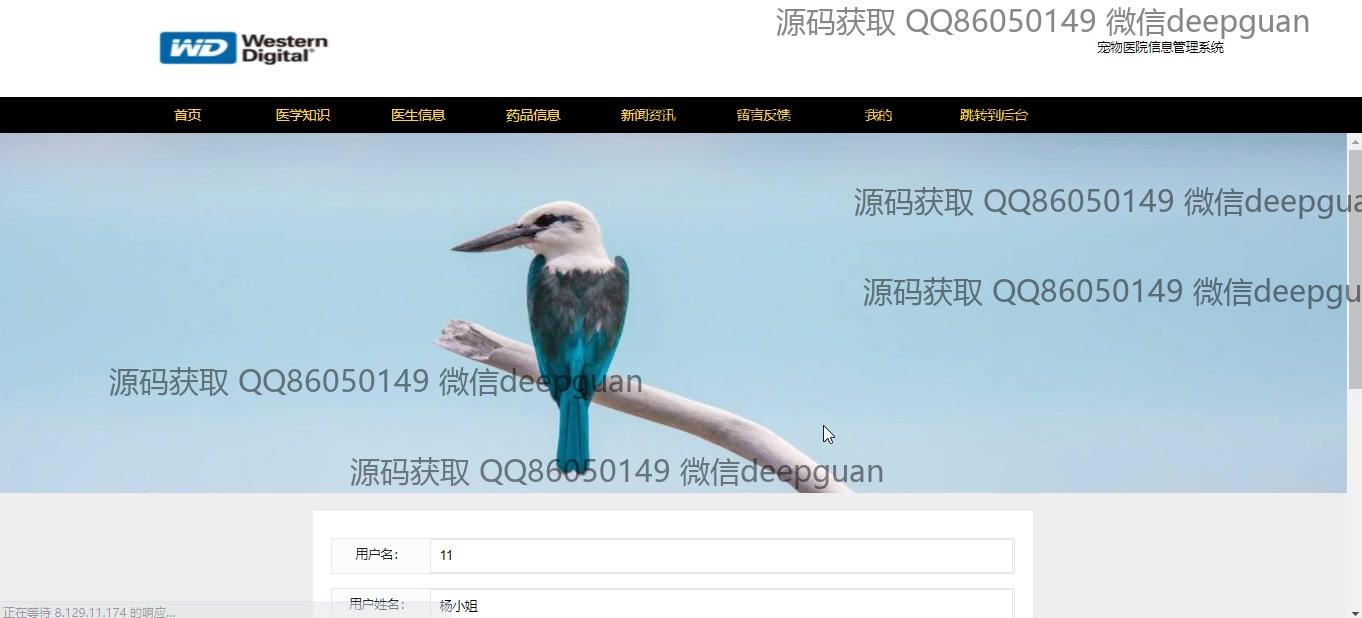 源码获取 QQ86050149 微信deepguan
WD Western Digital
宠物医院信息管理系统
首页 医学知识 医生信息 药品信息 新闻资讯 留言反馈 我的 跳转到后台
源码获取 QQ86050149 微信deepgua
源码获取 QQ86050149 微信deepgu
源码获取 QQ86050149 微信deepguan
源码获取 QQ86050149 微信deepguan
用户名: 11
用户姓名: 杨小姐
正在等待 8.129.11.174 的响应...